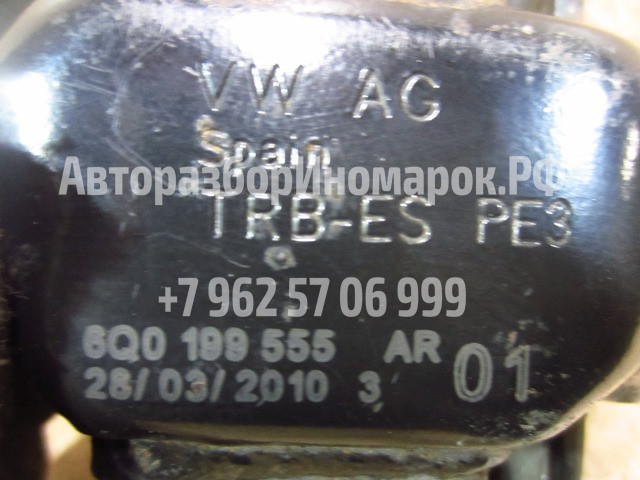 VW AG
Spain
АвторазборИномарок.РФ
TRB-ES PE3
+7 962 57 06 999
6Q0 199 555 AR 01
26/03/2010 3